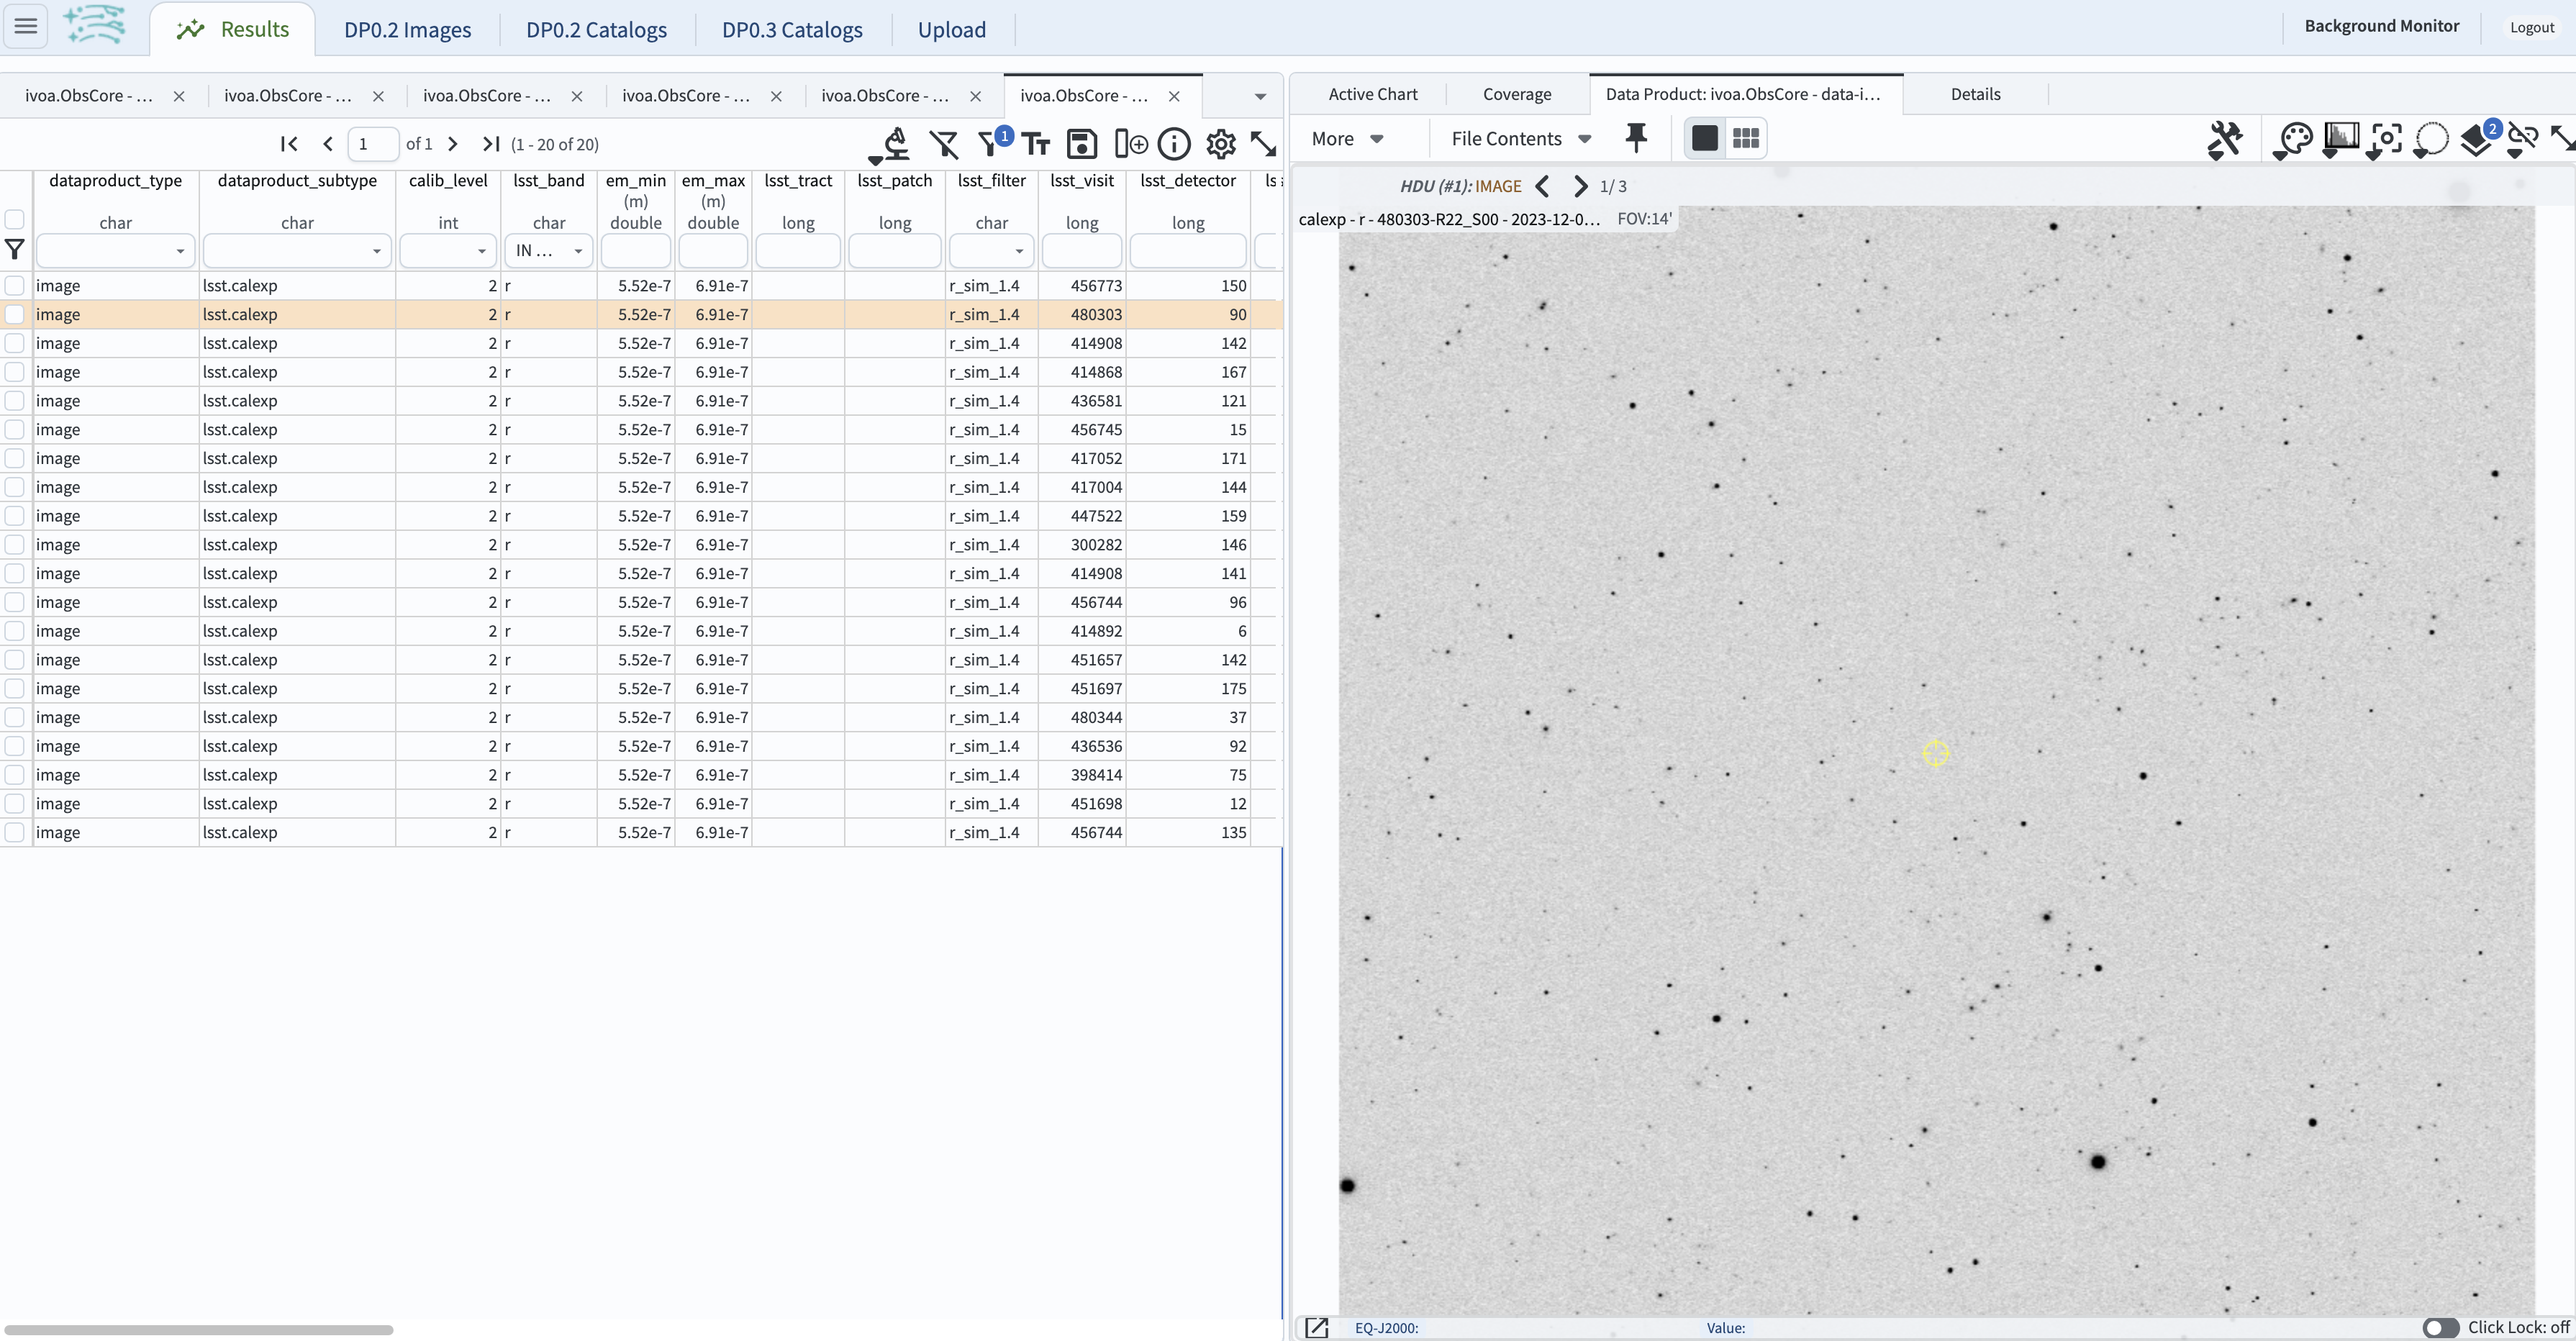 Results DP0.2 Images DP0.2 Catalogs DP0.3 Catalogs Upload Background Monitor Logout
ivoa.ObsCore - ... ivoa.ObsCore - ... ivoa.ObsCore - ... ivoa.ObsCore - ... ivoa.ObsCore - ... ivoa.ObsCore - ...
1 of 1 (1 - 20 of 20) 1
dataproduct_type dataproduct_subtype calib_level lsst_band em_min em_max lsst_tract lsst_patch lsst_filter lsst_visit lsst_detector
(m) (m)
char char int char double double long long char long long
IN ...
image lsst.calexp 2 r 5.52e-7 6.91e-7 r_sim_1.4 456773 150
image lsst.calexp 2 r 5.52e-7 6.91e-7 r_sim_1.4 480303 90
image lsst.calexp 2 r 5.52e-7 6.91e-7 r_sim_1.4 414908 142
image lsst.calexp 2 r 5.52e-7 6.91e-7 r_sim_1.4 414868 167
image lsst.calexp 2 r 5.52e-7 6.91e-7 r_sim_1.4 436581 121
image lsst.calexp 2 r 5.52e-7 6.91e-7 r_sim_1.4 456745 15
image lsst.calexp 2 r 5.52e-7 6.91e-7 r_sim_1.4 417052 171
image lsst.calexp 2 r 5.52e-7 6.91e-7 r_sim_1.4 417004 144
image lsst.calexp 2 r 5.52e-7 6.91e-7 r_sim_1.4 447522 159
image lsst.calexp 2 r 5.52e-7 6.91e-7 r_sim_1.4 300282 146
image lsst.calexp 2 r 5.52e-7 6.91e-7 r_sim_1.4 414908 141
image lsst.calexp 2 r 5.52e-7 6.91e-7 r_sim_1.4 456744 96
image lsst.calexp 2 r 5.52e-7 6.91e-7 r_sim_1.4 414892 6
image lsst.calexp 2 r 5.52e-7 6.91e-7 r_sim_1.4 451657 142
image lsst.calexp 2 r 5.52e-7 6.91e-7 r_sim_1.4 451697 175
image lsst.calexp 2 r 5.52e-7 6.91e-7 r_sim_1.4 480344 37
image lsst.calexp 2 r 5.52e-7 6.91e-7 r_sim_1.4 436536 92
image lsst.calexp 2 r 5.52e-7 6.91e-7 r_sim_1.4 398414 75
image lsst.calexp 2 r 5.52e-7 6.91e-7 r_sim_1.4 451698 12
image lsst.calexp 2 r 5.52e-7 6.91e-7 r_sim_1.4 456744 135
Active Chart Coverage Data Product: ivoa.ObsCore - data-i... Details
More File Contents 2
HDU (#1): IMAGE 1/ 3
calexp - r - 480303-R22_S00 - 2023-12-0... FOV:14'
EQ-J2000: Value: Click Lock: off